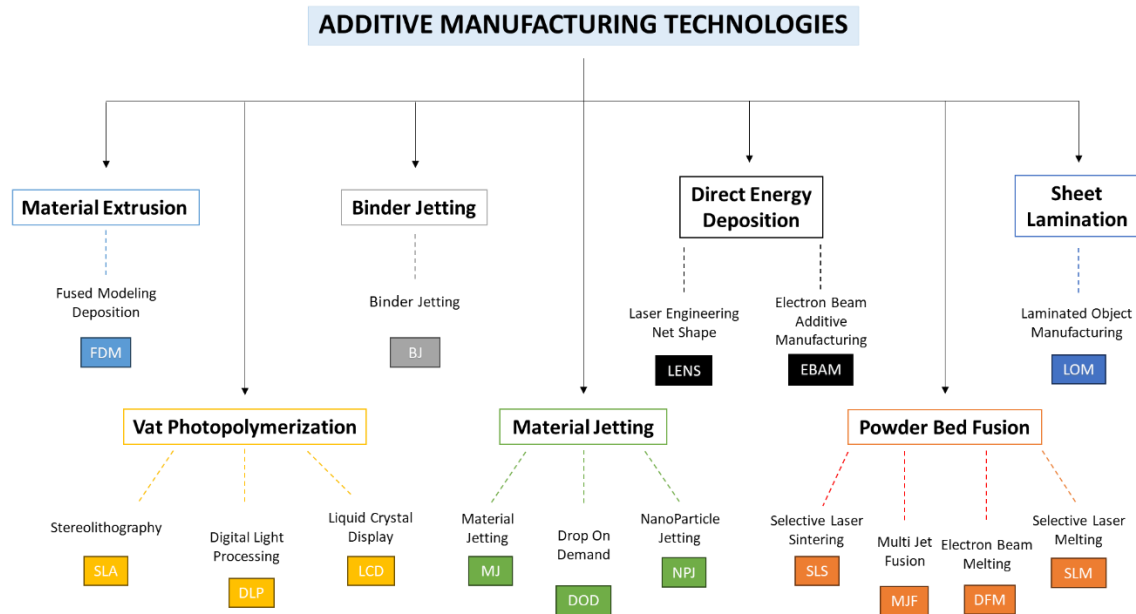 ADDITIVE MANUFACTURING TECHNOLOGIES
Material Extrusion
Fused Modeling
Deposition
FDM
Binder Jetting
Binder Jetting
BJ
Direct Energy
Deposition
Laser Engineering
Net Shape
LENS
Electron Beam
Additive
Manufacturing
EBAM
Sheet
Lamination
Laminated Object
Manufacturing
LOM
Vat Photopolymerization
Stereolithography
SLA
Digital Light
Processing
DLP
Liquid Crystal
Display
LCD
Material Jetting
Material
Jetting
MJ
Drop On
Demand
DOD
NanoParticle
Jetting
NPJ
Powder Bed Fusion
Selective Laser
Sintering
SLS
Multi Jet
Fusion
MJF
Electron Beam
Melting
DFM
Selective Laser
Melting
SLM